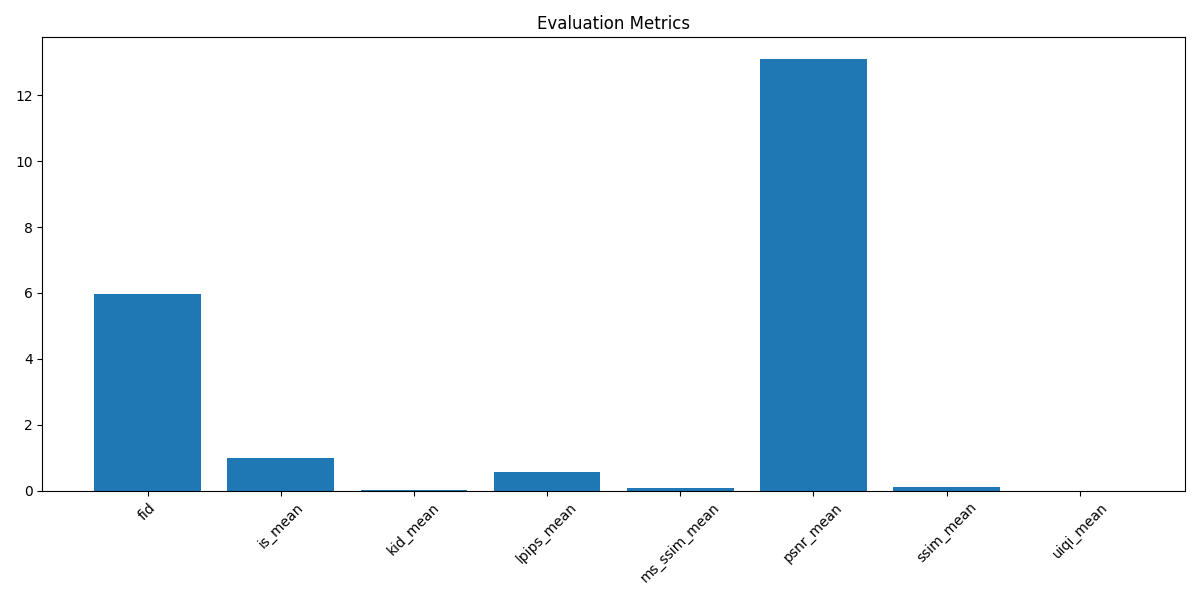 Evaluation Metrics
12
10
8
6
4
2
0
fid
is_mean
kid_mean
lpips_mean
ms_ssim_mean
psnr_mean
ssim_mean
uiqi_mean